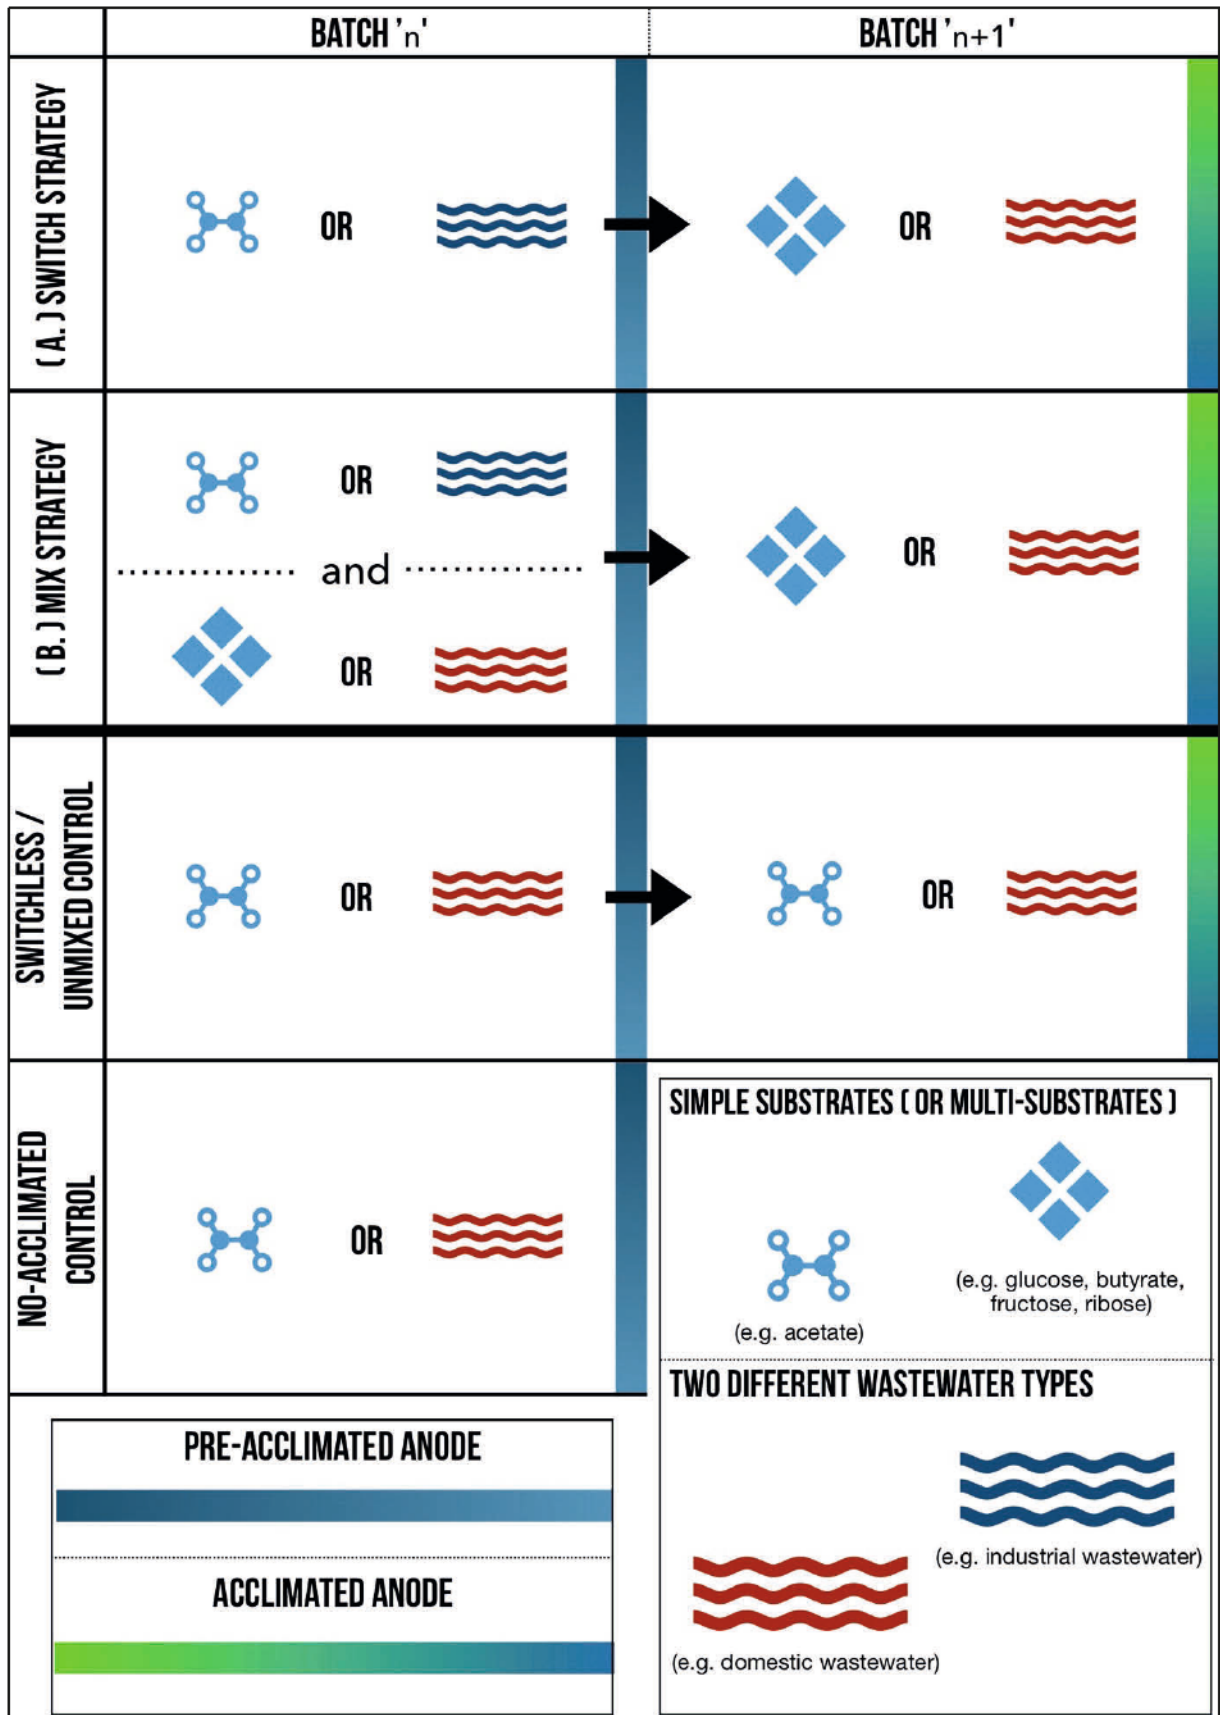 BATCH 'n'
BATCH 'n+1'
(A.) SWITCH STRATEGY
OR
OR
(B.) MIX STRATEGY
OR
and
OR
OR
SWITCHLESS /
UNMIXED CONTROL
OR
OR
NO-ACCLIMATED
CONTROL
OR
SIMPLE SUBSTRATES ( OR MULTI-SUBSTRATES )
(e.g. glucose, butyrate,
fructose, ribose)
(e.g. acetate)
TWO DIFFERENT WASTEWATER TYPES
(e.g. industrial wastewater)
(e.g. domestic wastewater)
PRE-ACCLIMATED ANODE
ACCLIMATED ANODE